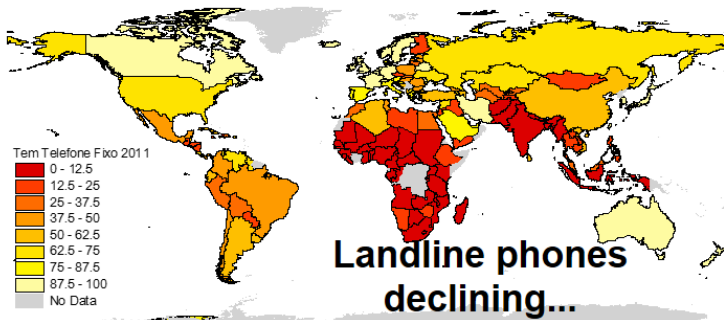 Tem Telefone Fixo 2011
0 - 12.5
12.5 - 25
25 - 37.5
37.5 - 50
50 - 62.5
62.5 - 75
75 - 87.5
87.5 - 100
No Data
Landline phones
declining...